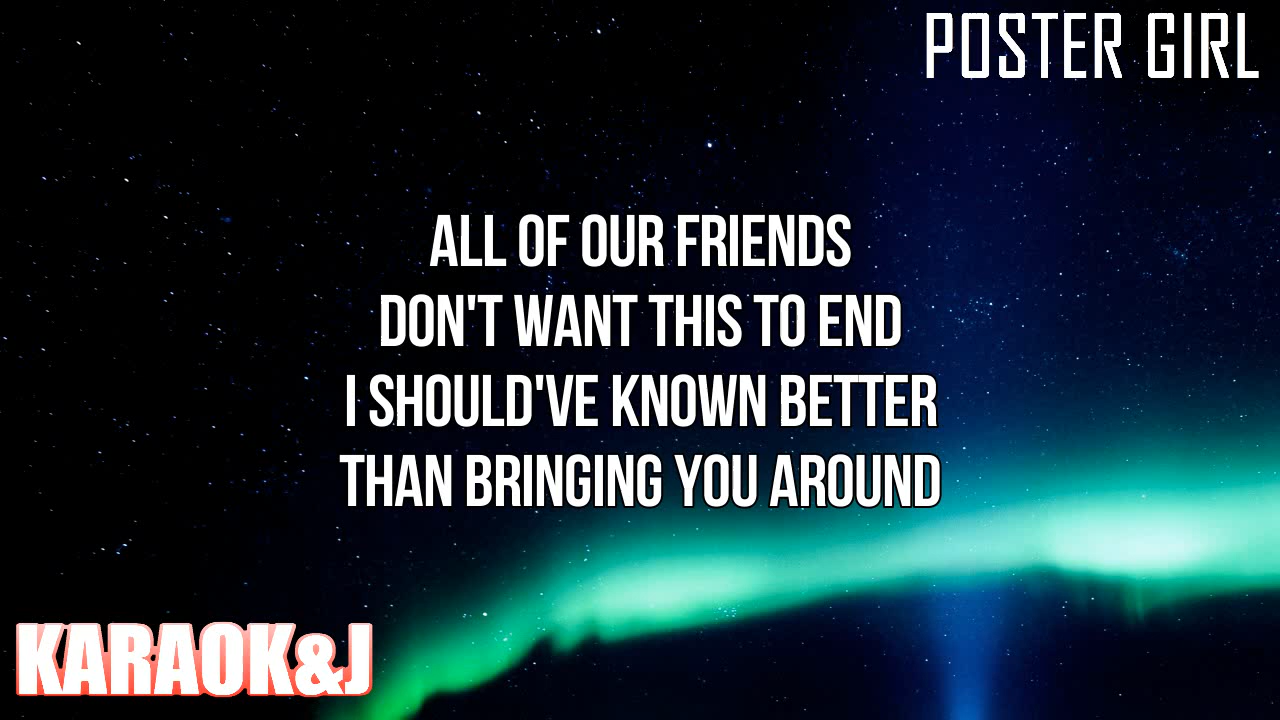 POSTER GIRL
ALL OF OUR FRIENDS
DON'T WANT THIS TO END
I SHOULD'VE KNOWN BETTER
THAN BRINGING YOU AROUND
KARAOK&J